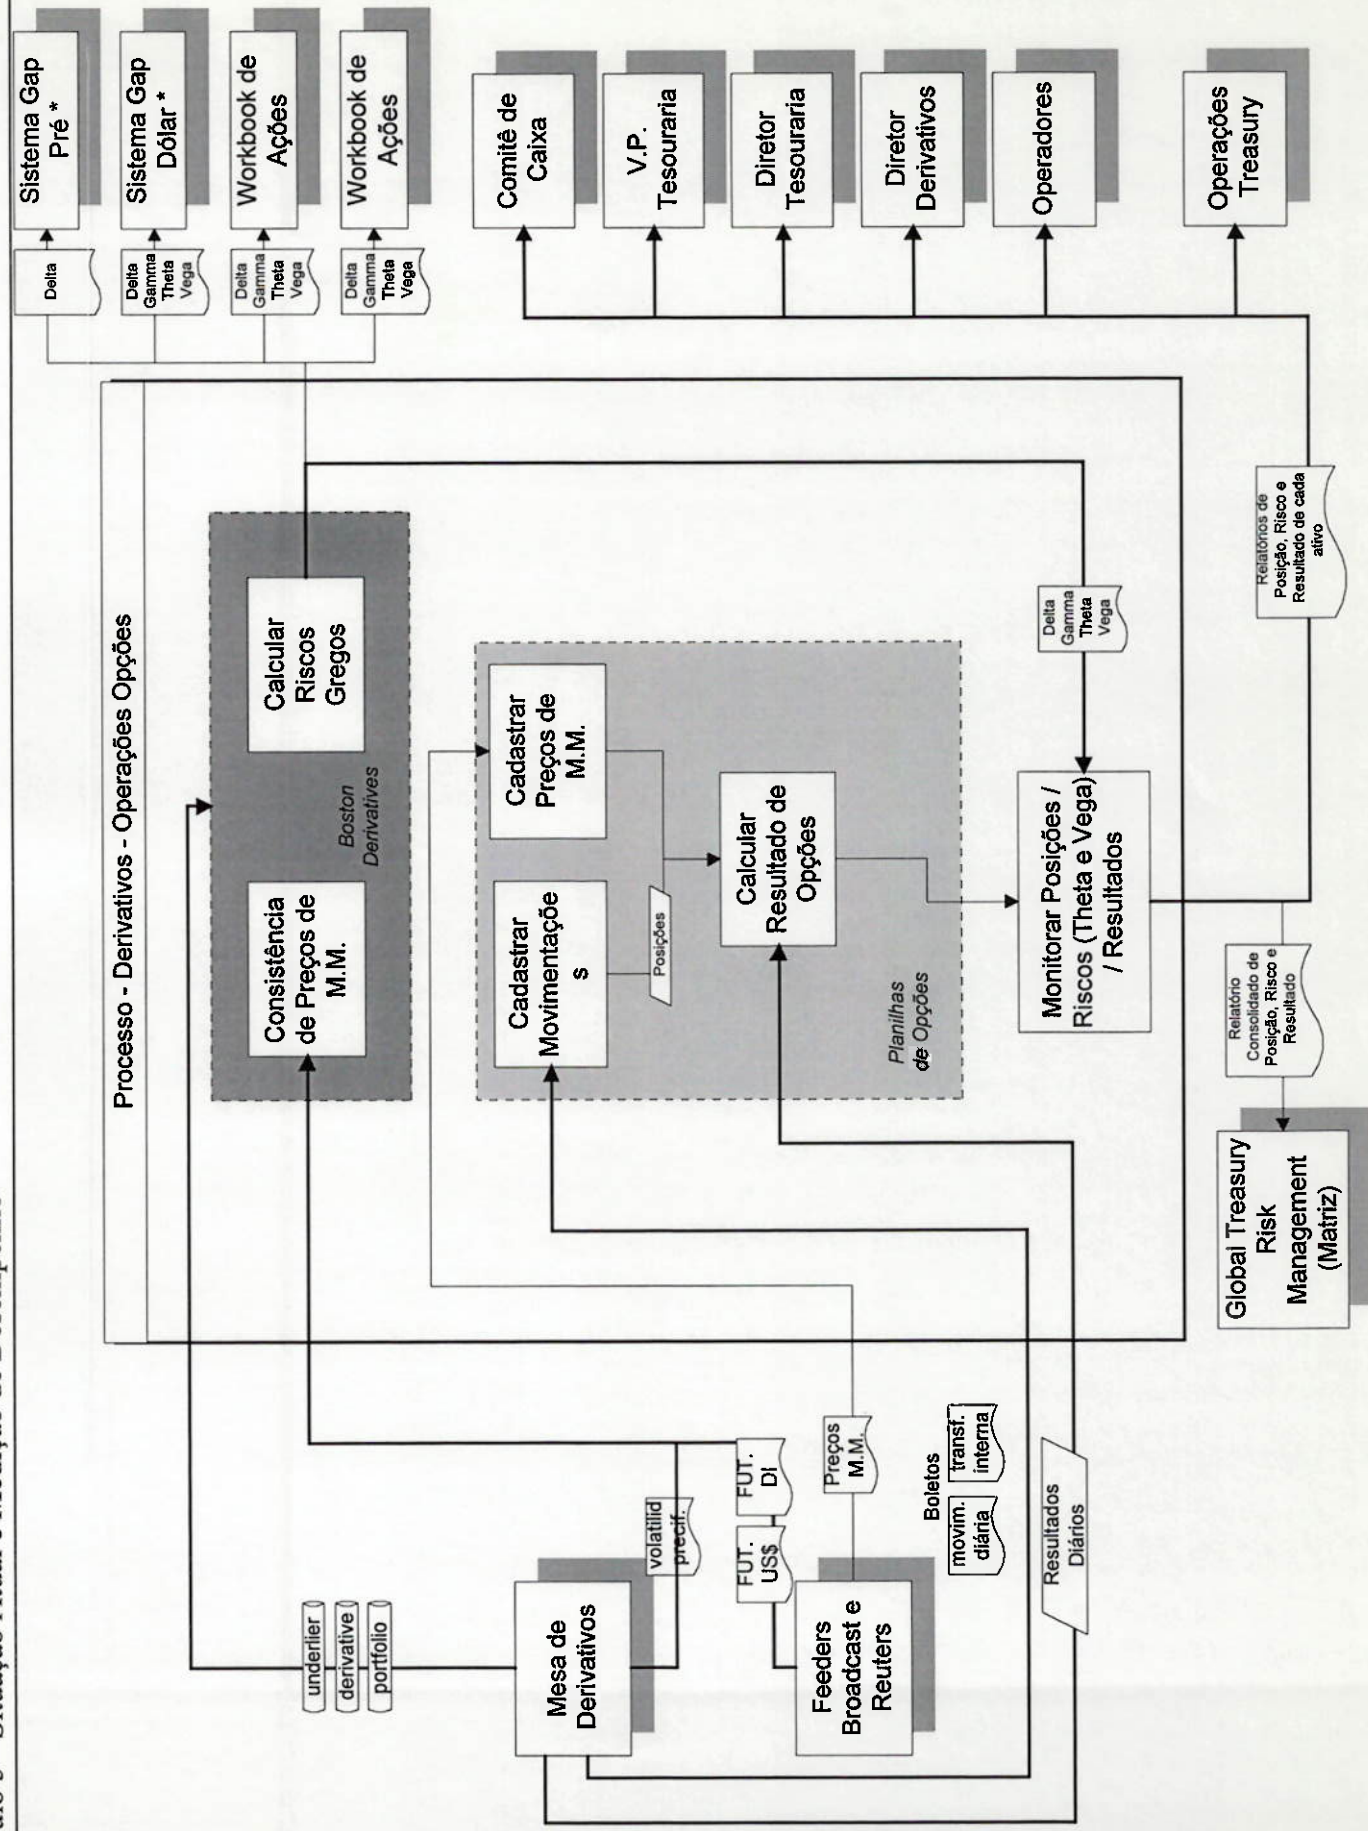 Processo - Derivativos - Operações Opções
underlier
derivative
portfolio
Mesa de
Derivativos
volatilid
precif.
FUT.
US$
FUT.
DI
Feeders
Broadcast e
Reuters
Preços
M.M.
Boletos
movim.
diária
transf.
interna
Resultados
Diários
Consistência
de Preços de
M.M.
Calcular
Riscos
Gregos
Boston
Derivatives
Cadastrar
Movimentaçõe
s
Cadastrar
Preços de
M.M.
Posições
Calcular
Resultado de
Opções
Planilhas
de Opções
Monitorar Posições /
Riscos (Theta e Vega)
/ Resultados
Delta
Gamma
Theta
Vega
Relatório
Consolidado de
Posição, Risco e
Resultado
Global Treasury
Risk
Management
(Matriz)
Relatórios de
Posição, Risco e
Resultado de cada
ativo
Delta
Sistema Gap
Pré *
Delta
Gamma
Theta
Vega
Sistema Gap
Dólar *
Delta
Gamma
Theta
Vega
Workbook de
Ações
Delta
Gamma
Theta
Vega
Workbook de
Ações
Comitê de
Caixa
V.P.
Tesouraria
Diretor
Tesouraria
Diretor
Derivativos
Operadores
Operações
Treasury